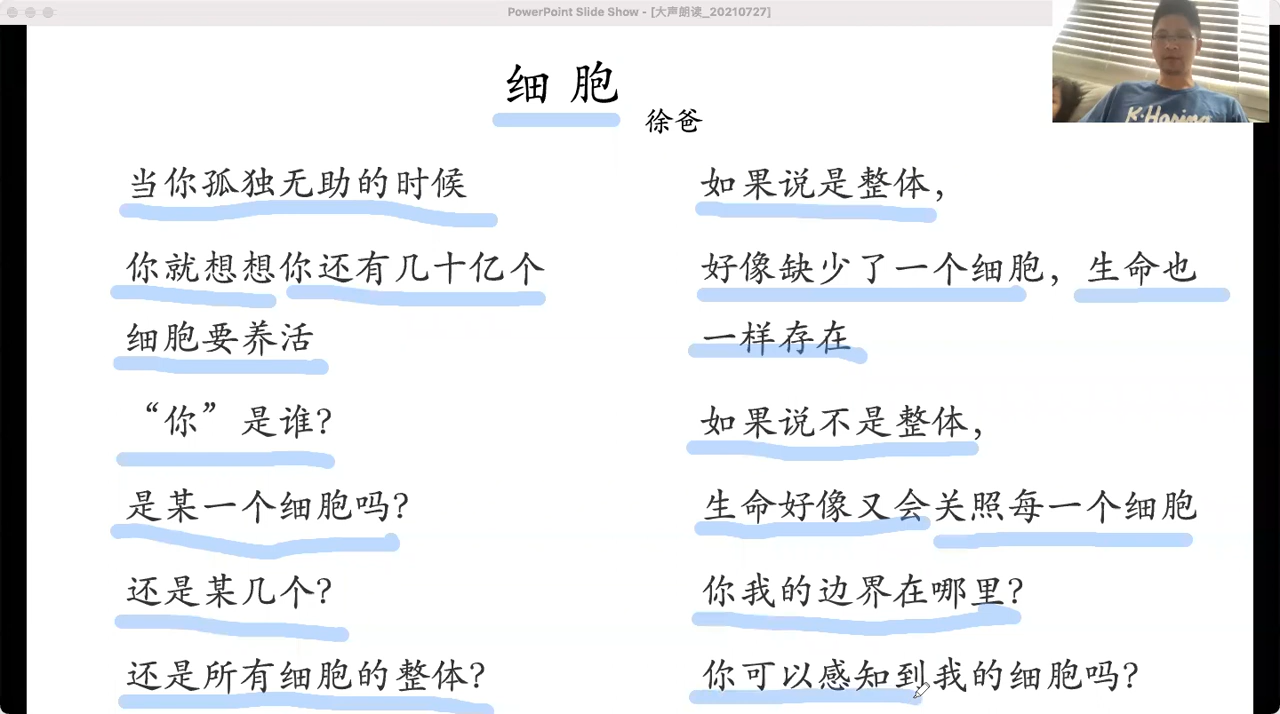 PowerPoint Slide Show - [大声朗读_20210727]
细胞
徐爸
当你孤独无助的时候
你就想想你还有几十亿个
细胞要养活
“你”是谁?
是某一个细胞吗?
还是某几个?
还是所有细胞的整体?
如果说是整体,
好像缺少了一个细胞, 生命也
一样存在
如果说不是整体,
生命好像又会关照每一个细胞
你我的边界在哪里?
你可以感知到我的细胞吗?
K·Haring